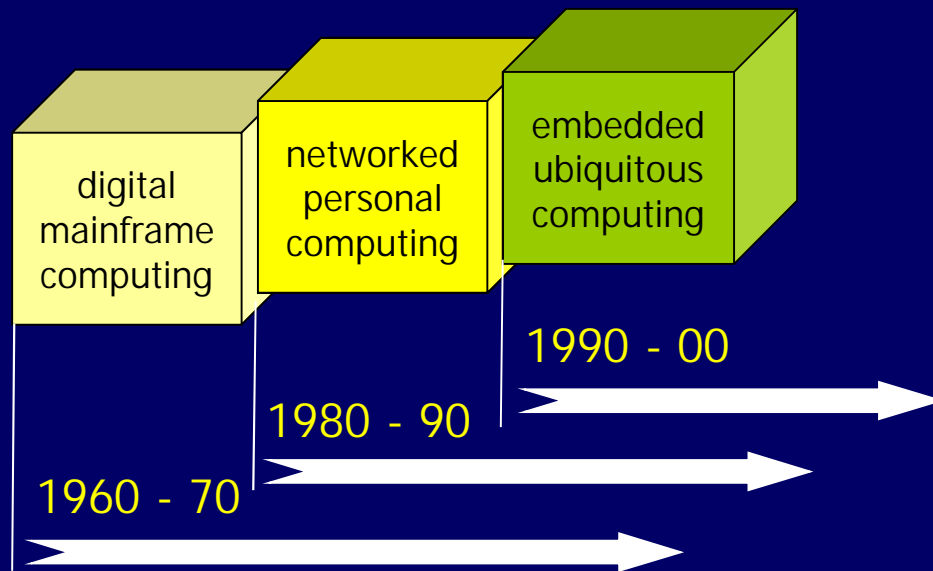 digital
mainframe
computing
networked
personal
computing
embedded
ubiquitous
computing
1960 - 70
1980 - 90
1990 - 00